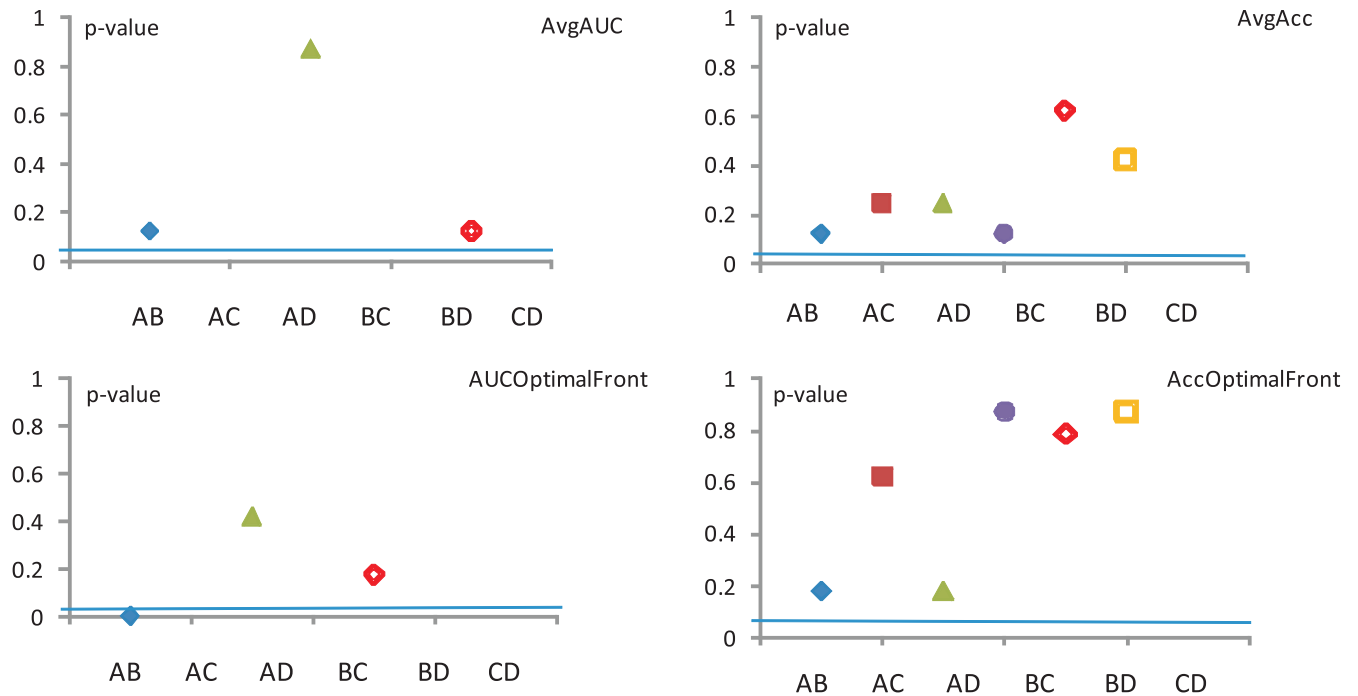 AvgAUC
p-value
1
0.8
0.6
0.4
0.2
0
AB AC AD BC BD CD
AvgAcc
p-value
1
0.8
0.6
0.4
0.2
0
AB AC AD BC BD CD
AUCOptimalFront
p-value
1
0.8
0.6
0.4
0.2
0
AB AC AD BC BD CD
AccOptimalFront
p-value
1
0.8
0.6
0.4
0.2
0
AB AC AD BC BD CD